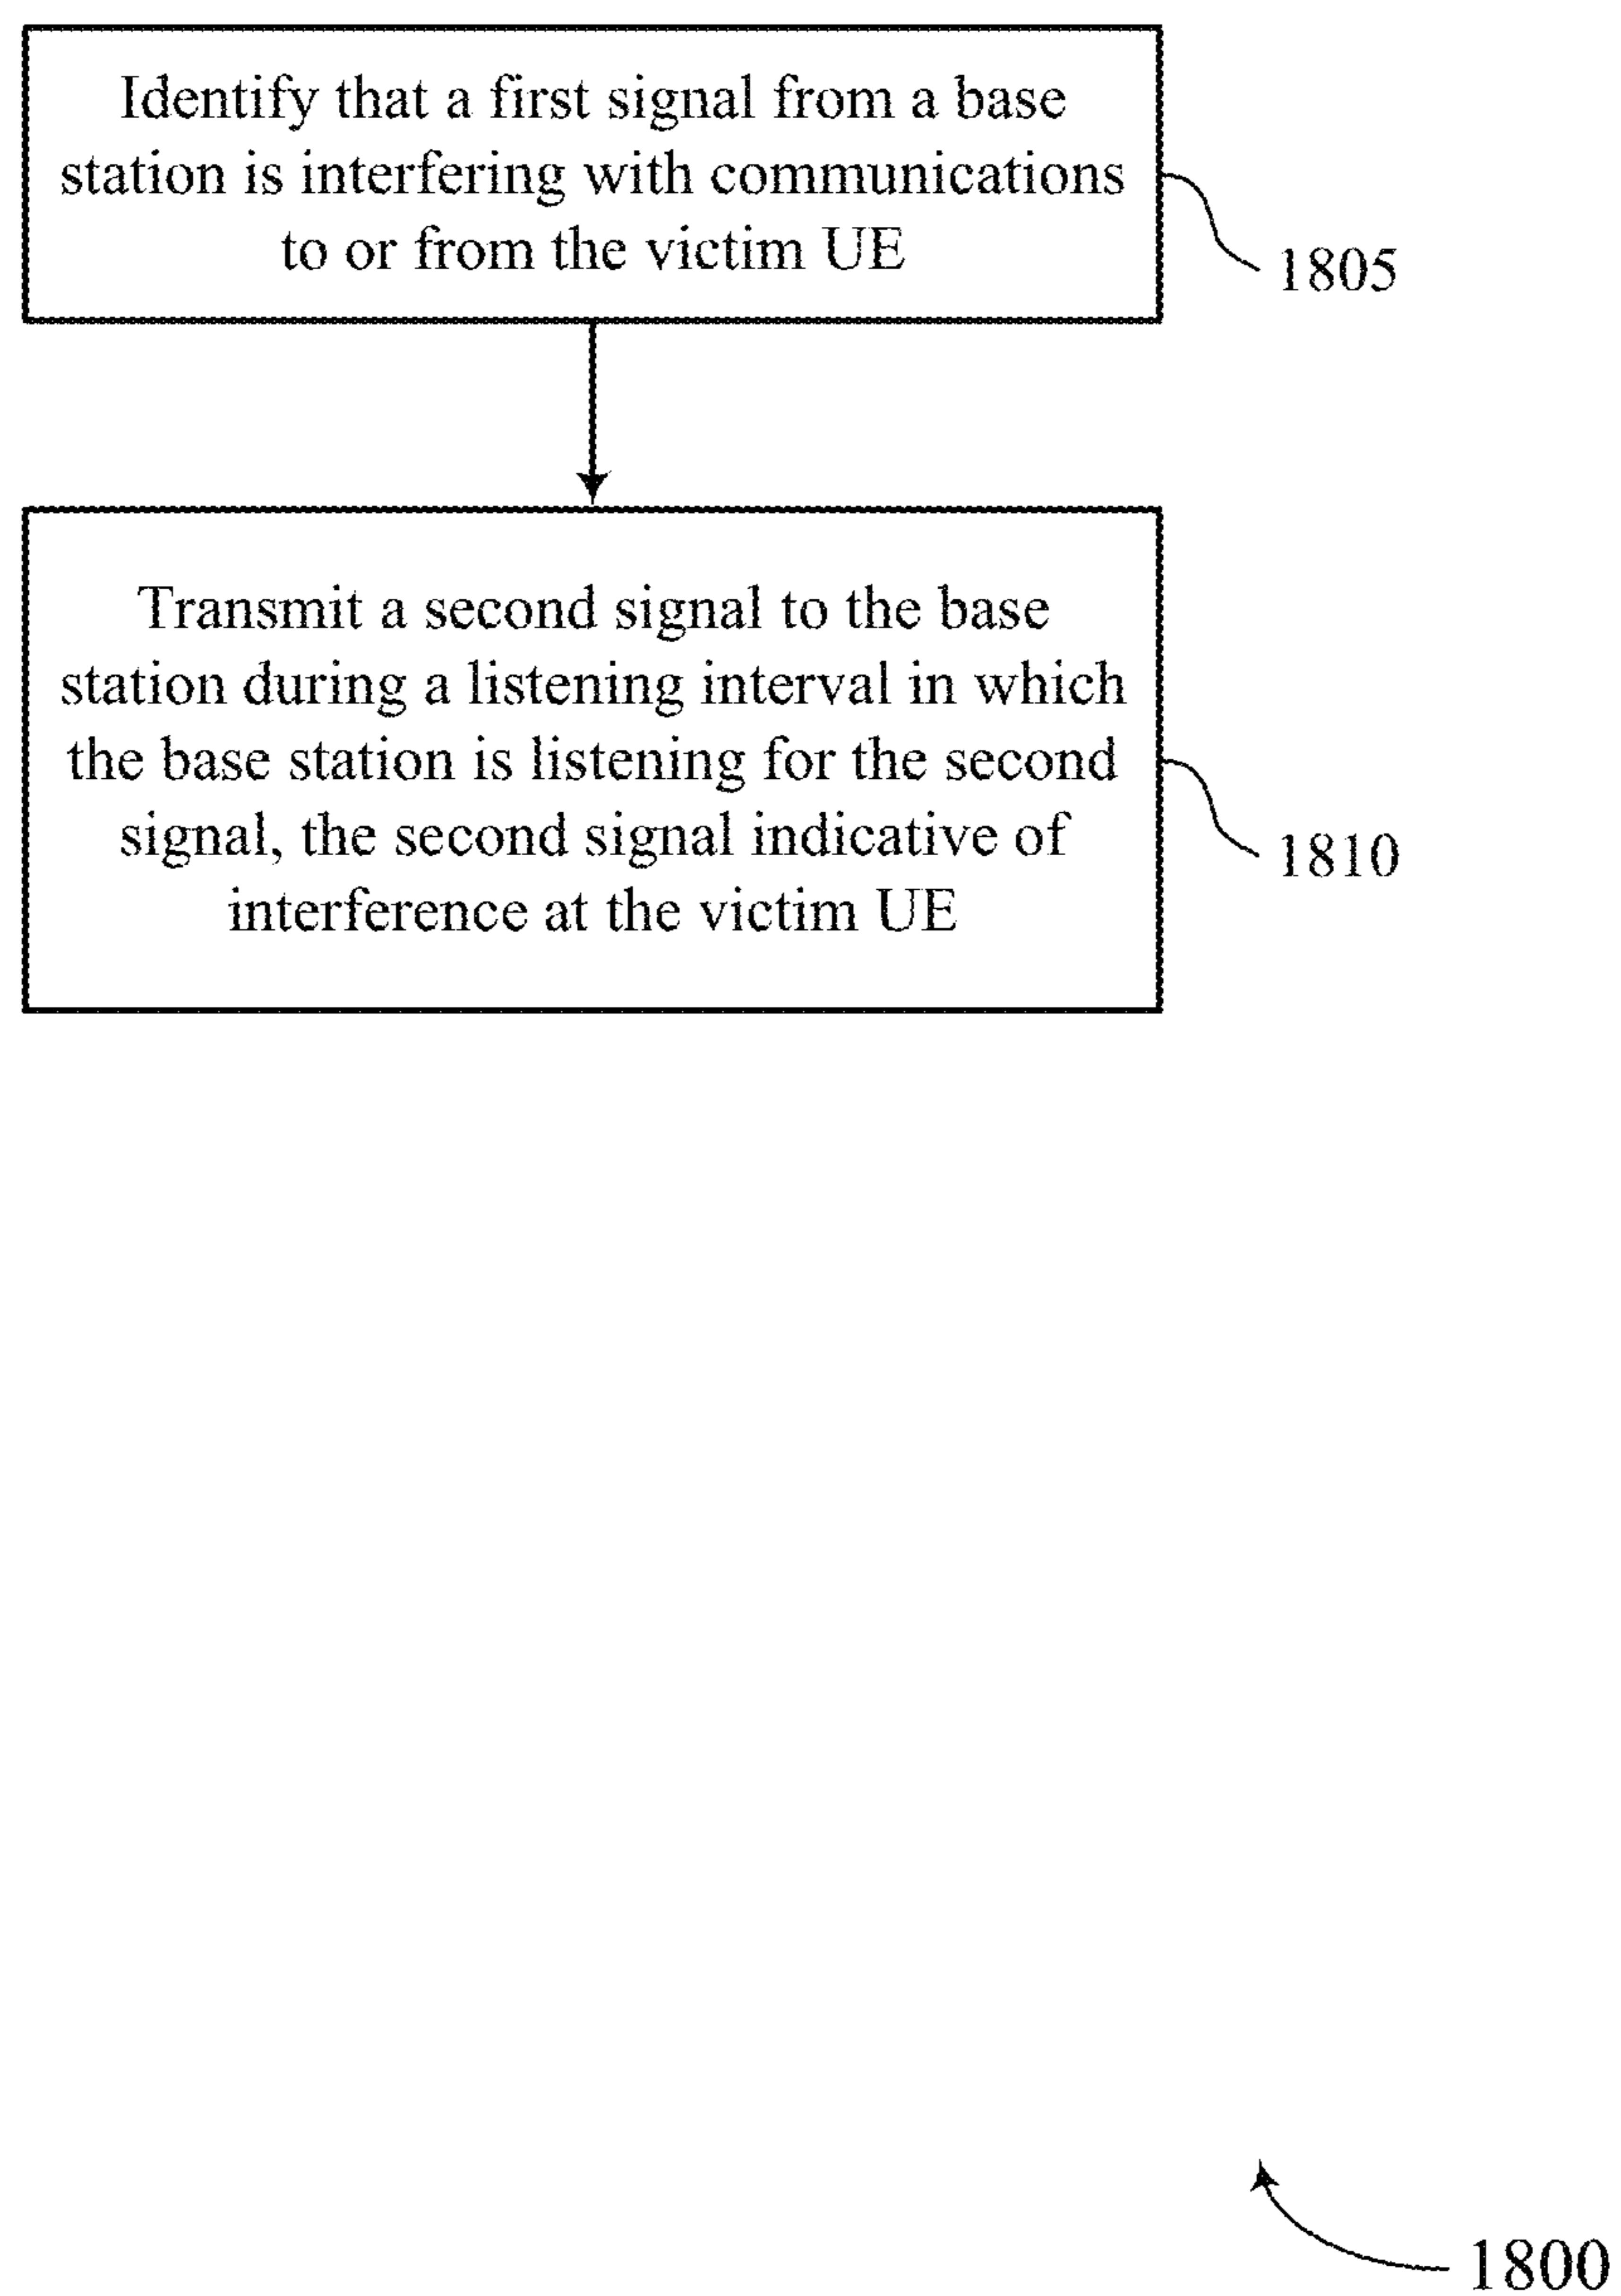 Identify that a first signal from a base
station is interfering with communications
to or from the victim UE
1805
Transmit a second signal to the base
station during a listening interval in which
the base station is listening for the second
signal, the second signal indicative of
interference at the victim UE
1810
1800